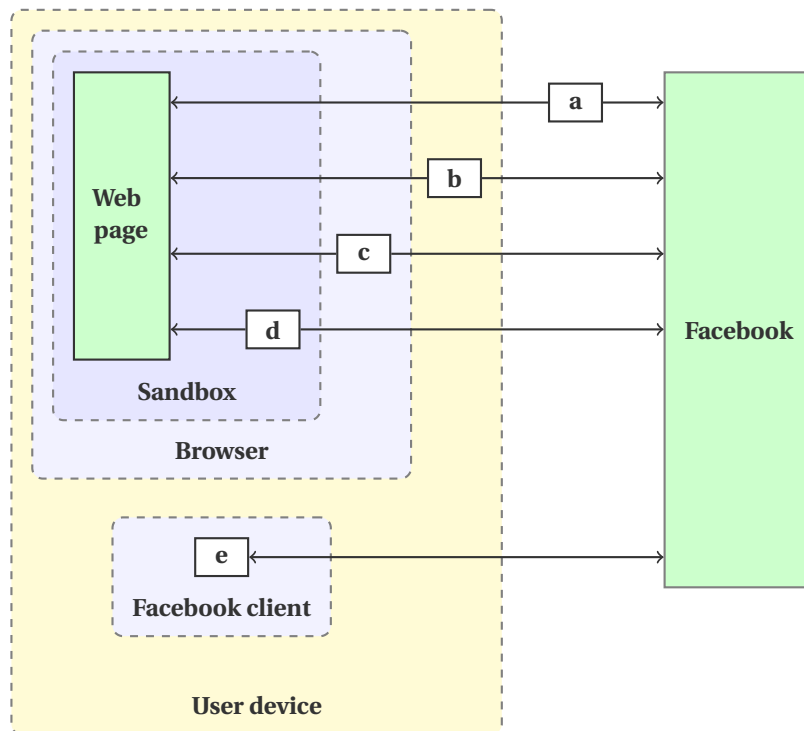 a
b
Web
page
c
d
Facebook
Sandbox
Browser
e
Facebook client
User device